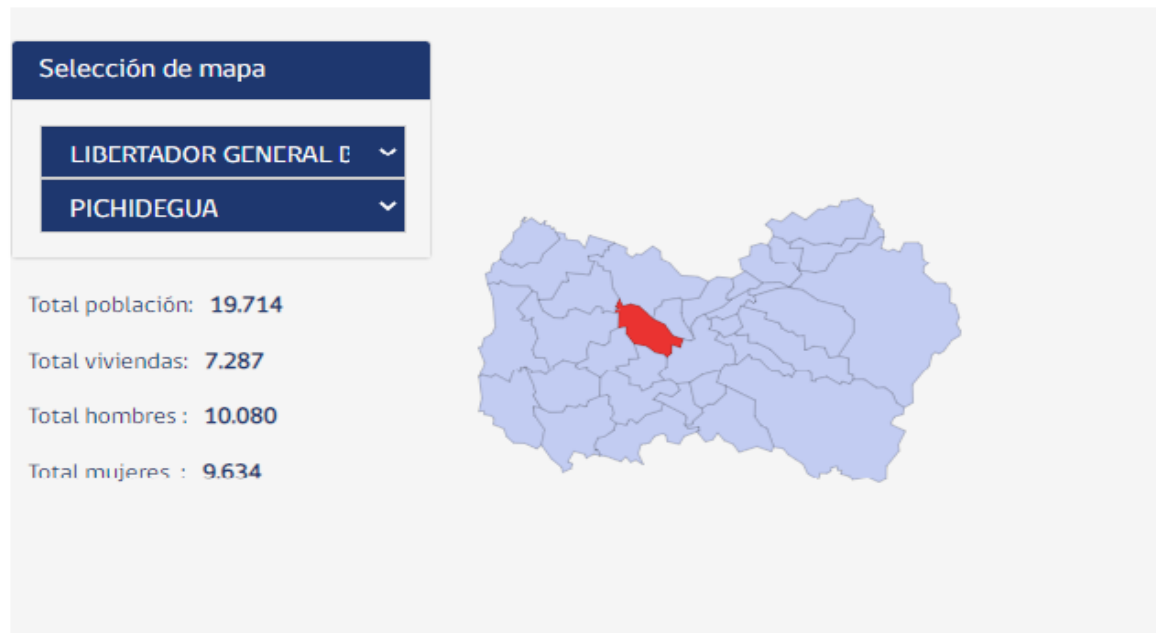 Selección de mapa
LIBERTADOR GENERAL B
PICHIDEGUA
Total población: 19.714
Total viviendas: 7.287
Total hombres : 10.080
Total mujeres : 9.634